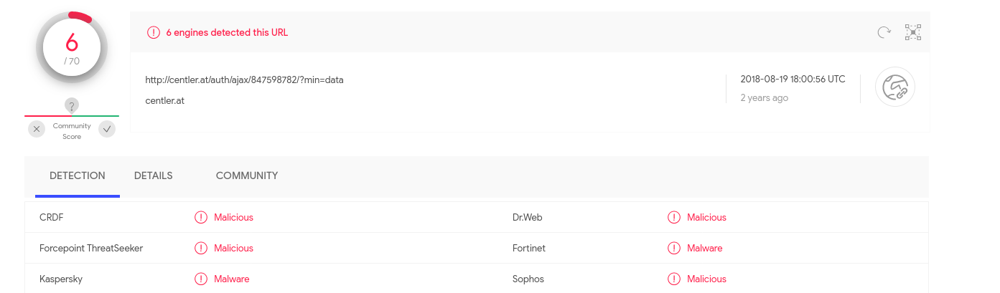 6
/ 70
6 engines detected this URL
http://centler.at/auth/ajax/847598782/?min=data
centler.at
2018-08-19 18:00:56 UTC
2 years ago
?
Community
Score
DETECTION DETAILS COMMUNITY
CRDF Malicious Dr.Web Malicious
Forcepoint ThreatSeeker Malicious Fortinet Malware
Kaspersky Malware Sophos Malicious